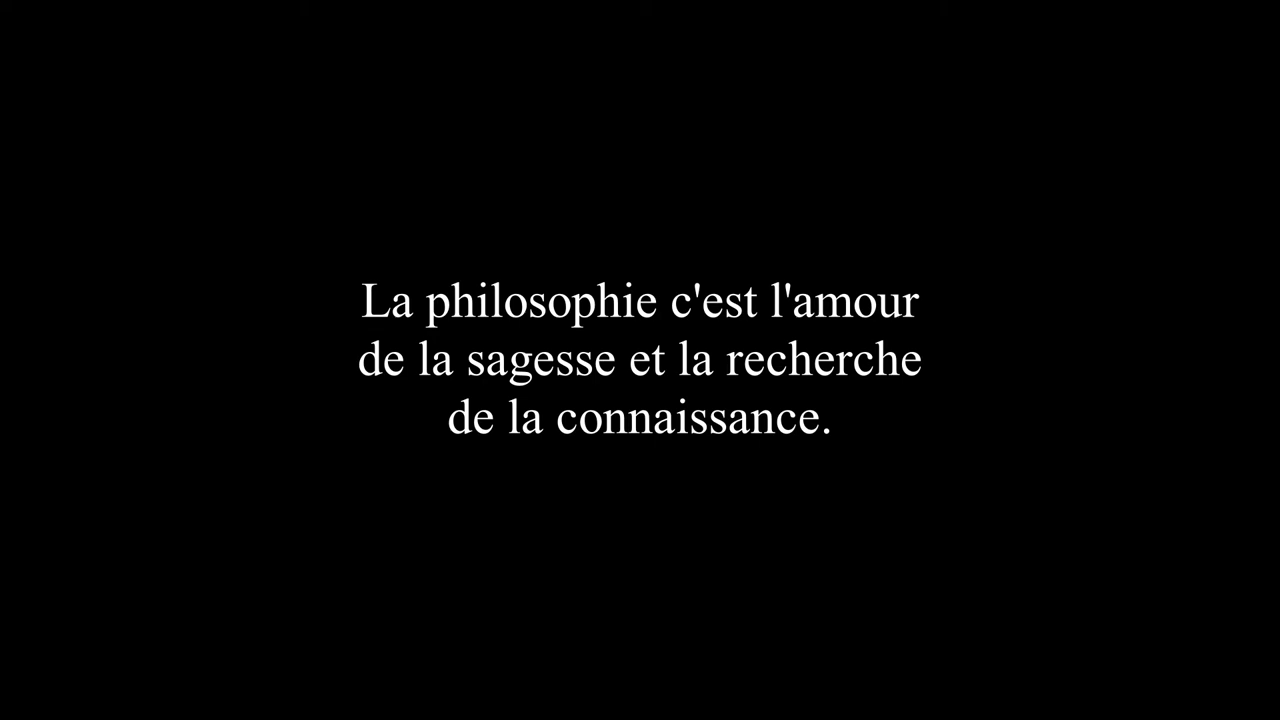 La philosophie c'est l'amour
de la sagesse et la recherche
de la connaissance.